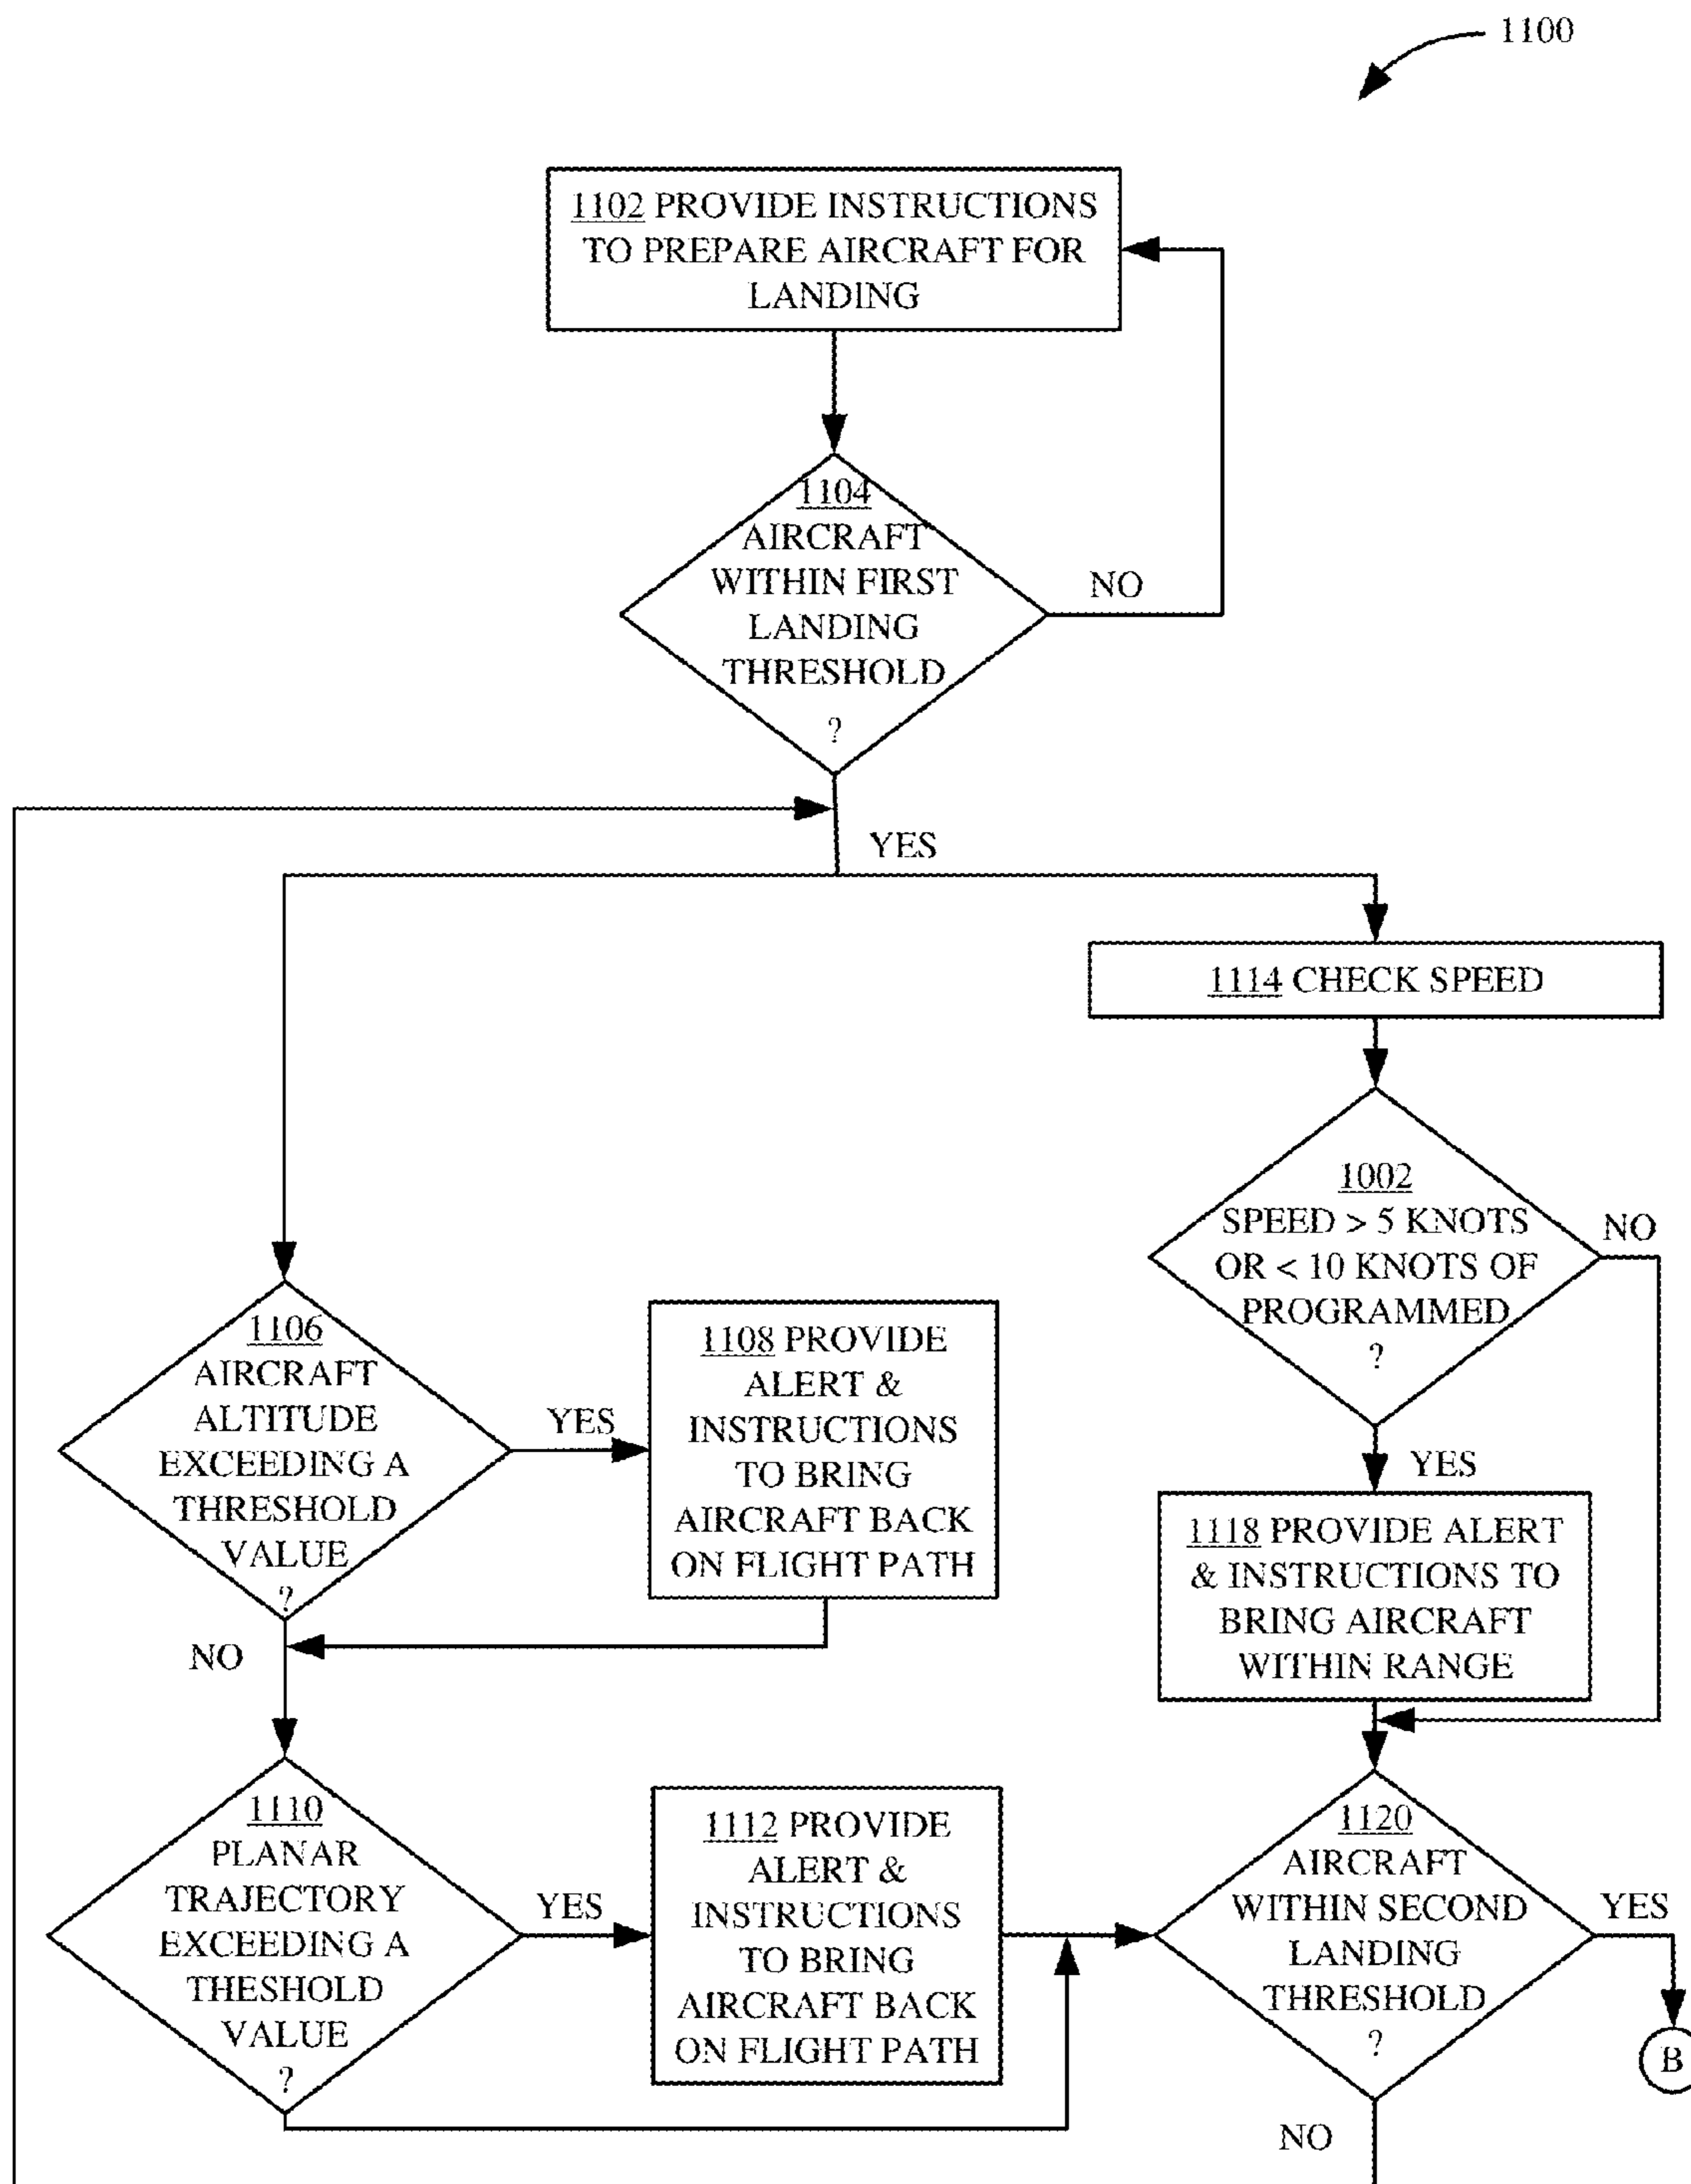 1100
1102 PROVIDE INSTRUCTIONS
TO PREPARE AIRCRAFT FOR
LANDING
1104
AIRCRAFT
WITHIN FIRST
LANDING
THRESHOLD
?
NO
YES
1114 CHECK SPEED
1002
SPEED > 5 KNOTS
OR < 10 KNOTS OF
PROGRAMMED
?
NO
YES
1106
AIRCRAFT
ALTITUDE
EXCEEDING A
THRESHOLD
VALUE
?
YES
NO
1108 PROVIDE
ALERT &
INSTRUCTIONS
TO BRING
AIRCRAFT BACK
ON FLIGHT PATH
1118 PROVIDE ALERT
& INSTRUCTIONS TO
BRING AIRCRAFT
WITHIN RANGE
1110
PLANAR
TRAJECTORY
EXCEEDING A
THESHOLD
VALUE
?
YES
1112 PROVIDE
ALERT &
INSTRUCTIONS
TO BRING
AIRCRAFT BACK
ON FLIGHT PATH
1120
AIRCRAFT
WITHIN SECOND
LANDING
THRESHOLD
?
YES
B
NO